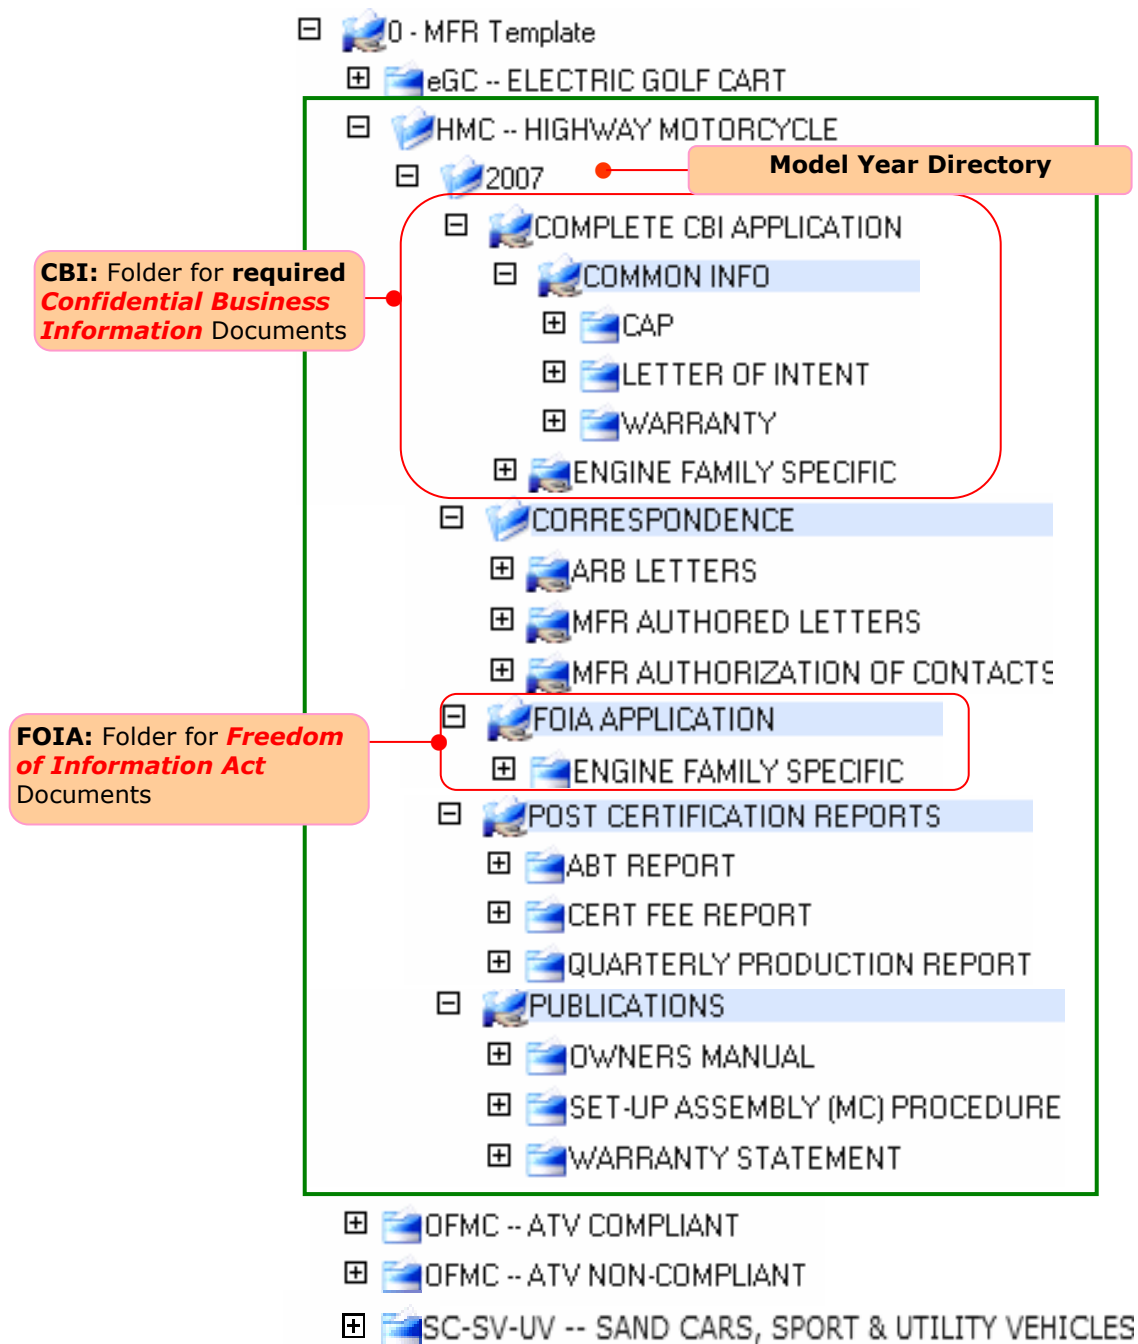 0 - MFR Template
eGC -- ELECTRIC GOLF CART
HMC -- HIGHWAY MOTORCYCLE
2007
Model Year Directory
COMPLETE CBI APPLICATION
COMMON INFO
CAP
LETTER OF INTENT
WARRANTY
ENGINE FAMILY SPECIFIC
CBI: Folder for required
Confidential Business
Information Documents
CORRESPONDENCE
ARB LETTERS
MFR AUTHORED LETTERS
MFR AUTHORIZATION OF CONTACTS
FOIA APPLICATION
ENGINE FAMILY SPECIFIC
FOIA: Folder for Freedom
of Information Act
Documents
POST CERTIFICATION REPORTS
ABT REPORT
CERT FEE REPORT
QUARTERLY PRODUCTION REPORT
PUBLICATIONS
OWNERS MANUAL
SET-UP ASSEMBLY (MC) PROCEDURE
WARRANTY STATEMENT
OFMC -- ATV COMPLIANT
OFMC -- ATV NON-COMPLIANT
SC-SV-UV -- SAND CARS, SPORT & UTILITY VEHICLES